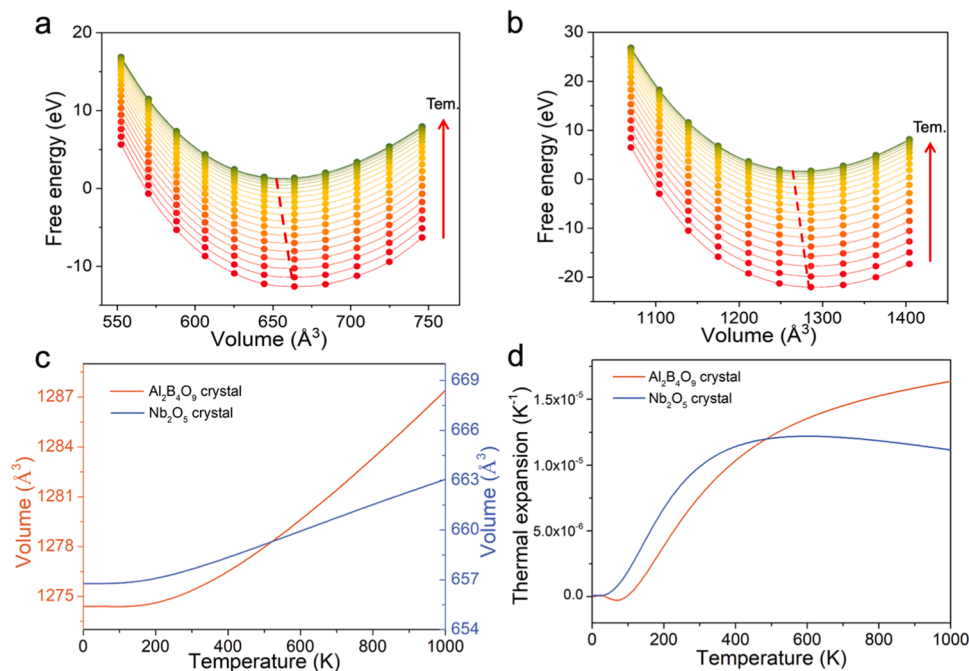 a
20
10
0
-10
Free energy (eV)
Tem.
550 600 650 700 750
Volume (Å³)
b
30
20
10
0
-10
-20
Free energy (eV)
Tem.
1100 1200 1300 1400
Volume (Å³)
c
1287
1284
1281
1278
1275
Volume (Å³)
Al₂B₄O₉ crystal
Nb₂O₅ crystal
669
666
663
660
657
654
Volume (Å³)
0 200 400 600 800 1000
Temperature (K)
d
1.5x10⁻⁵
1.0x10⁻⁵
5.0x10⁻⁶
0.0
Thermal expansion (K⁻¹)
Al₂B₄O₉ crystal
Nb₂O₅ crystal
0 200 400 600 800 1000
Temperature (K)